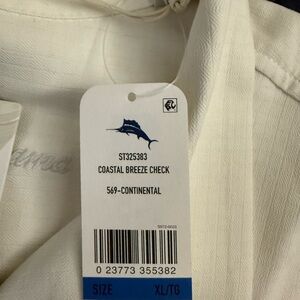 ST325383
COASTAL BREEZE CHECK
569-CONTINENTAL
0 23773 355382
SIZE XL/TG